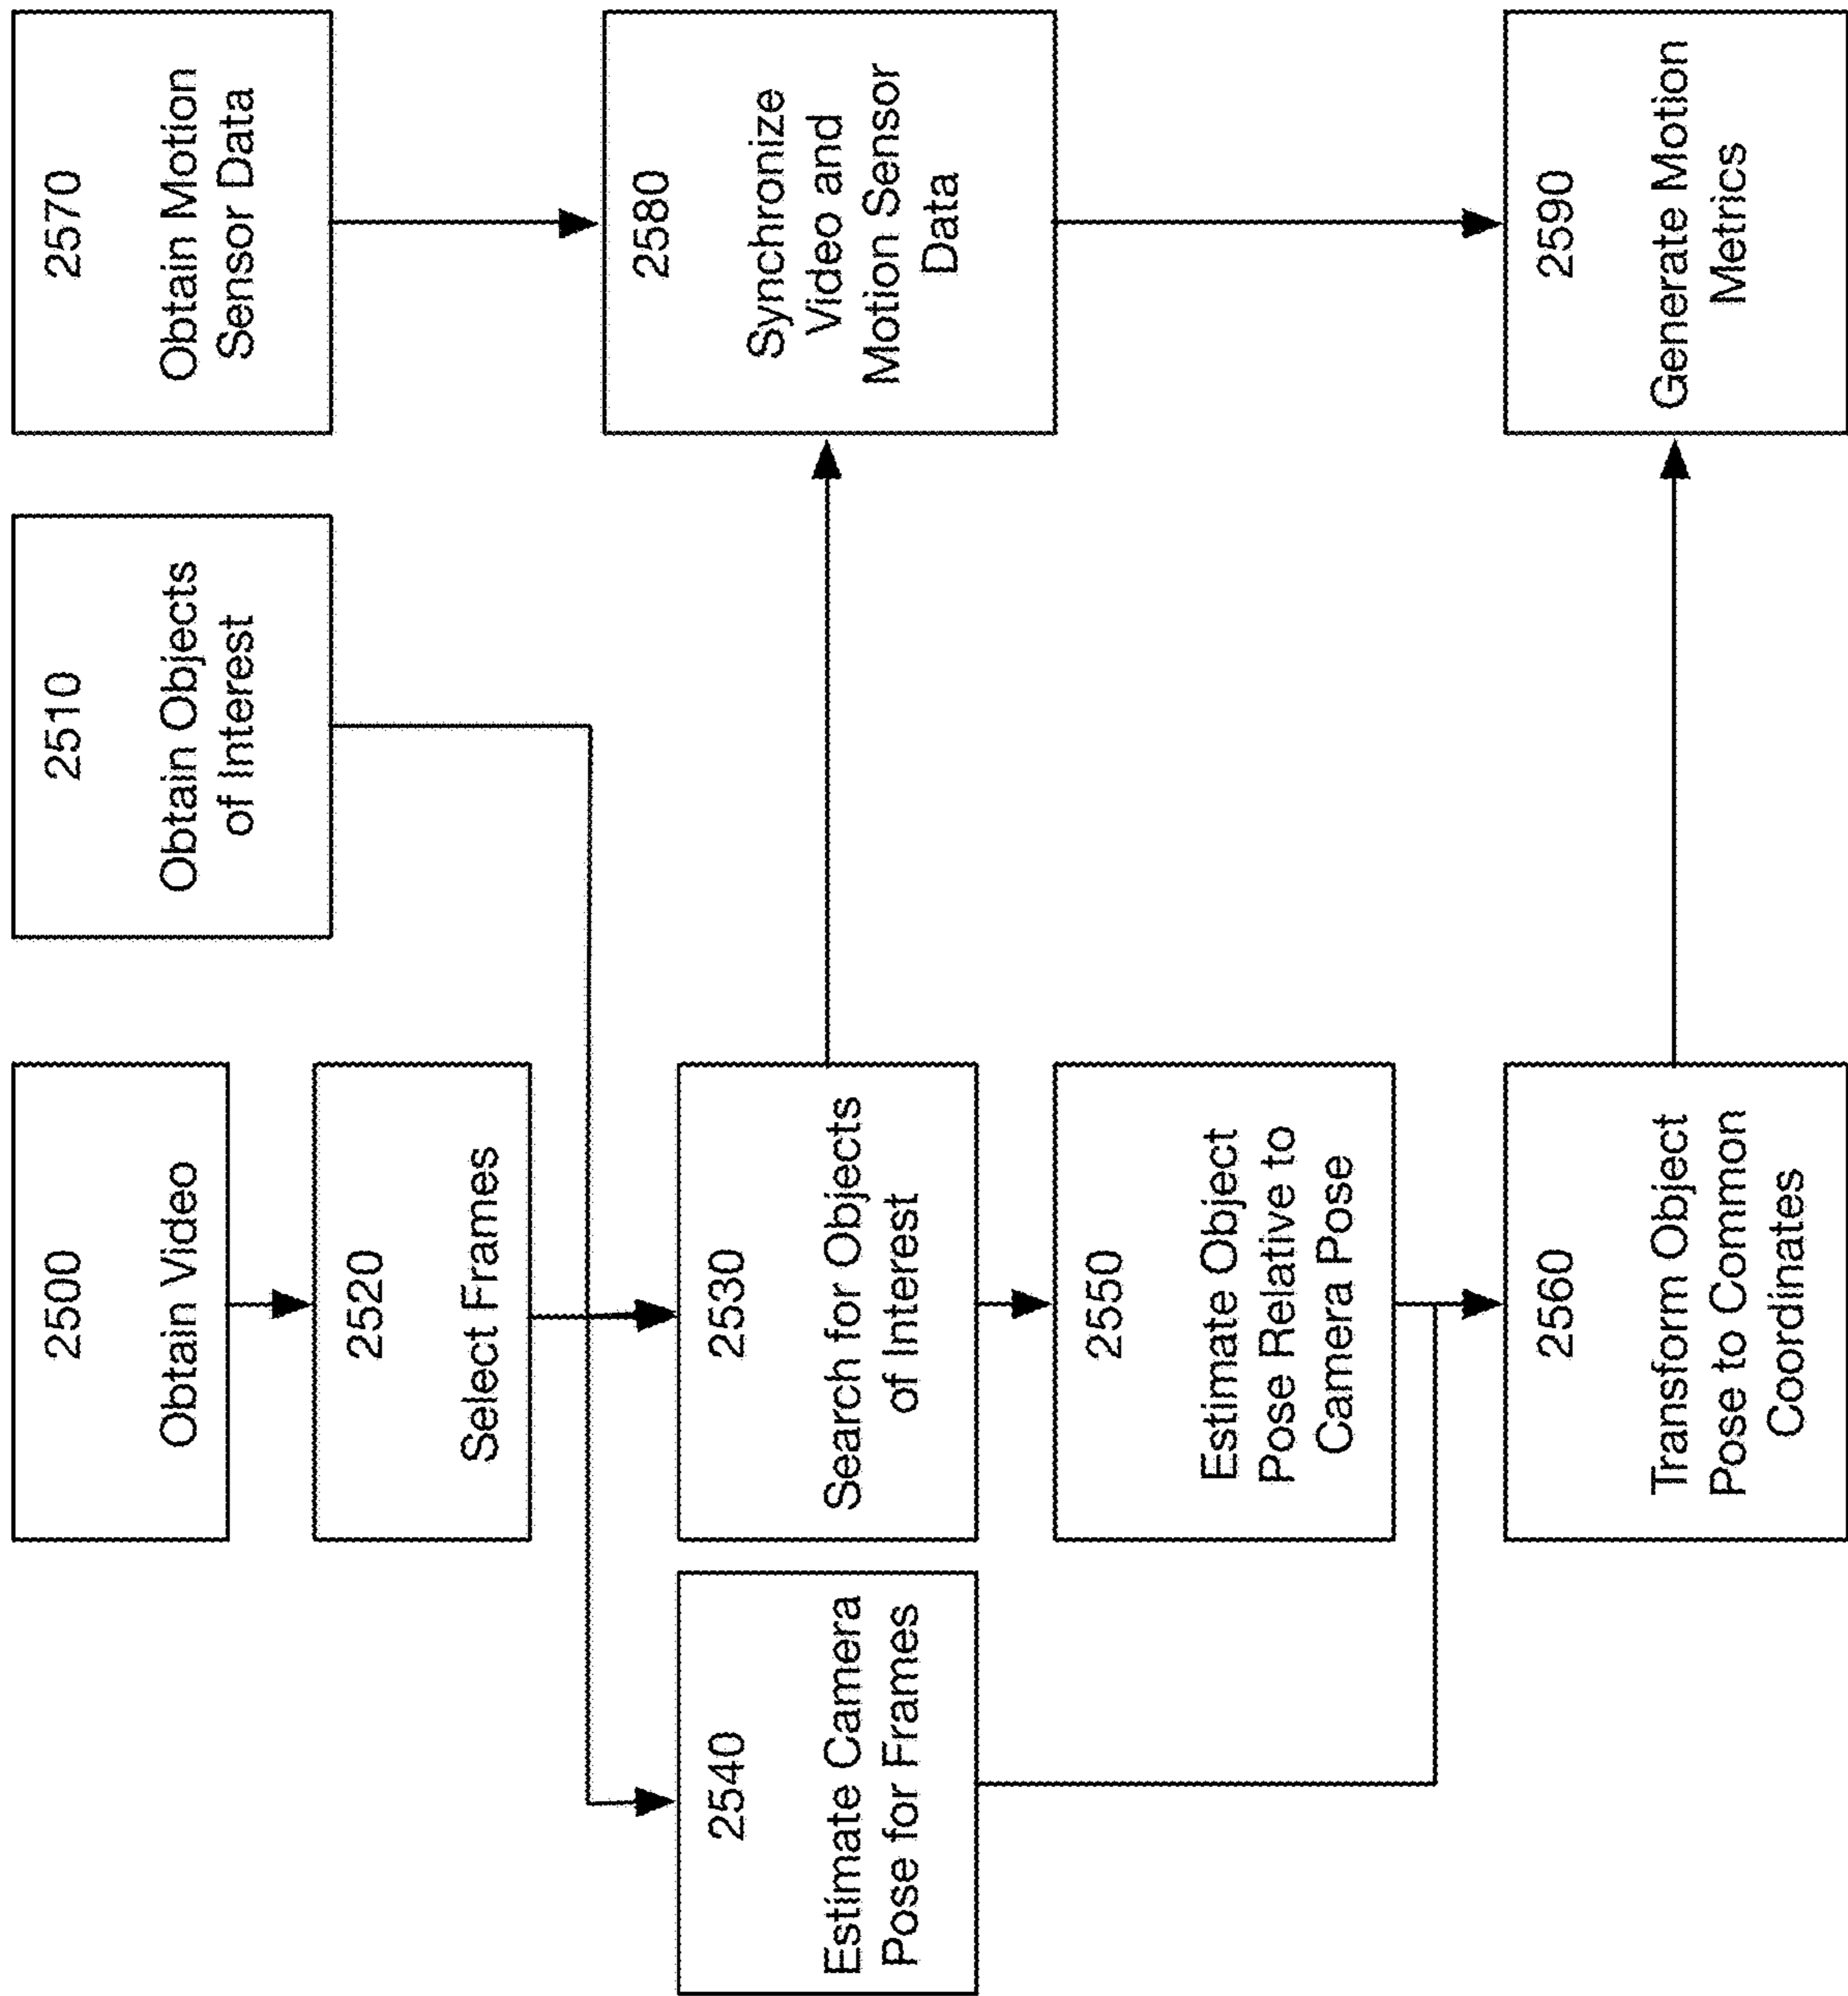 2500
Obtain Video
2510
Obtain Objects
of Interest
2570
Obtain Motion
Sensor Data
2520
Select Frames
2540
Estimate Camera
Pose for Frames
2530
Search for Objects
of Interest
2580
Synchronize
Video and
Motion Sensor
Data
2550
Estimate Object
Pose Relative to
Camera Pose
2560
Transform Object
Pose to Common
Coordinates
2590
Generate Motion
Metrics